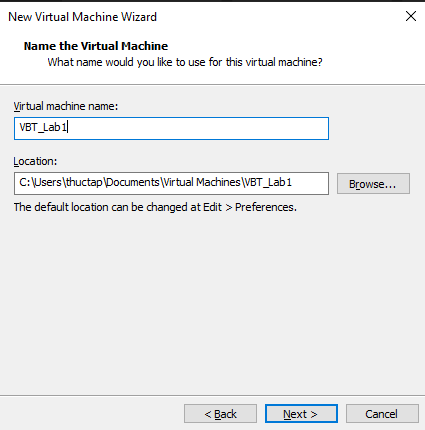 New Virtual Machine Wizard
Name the Virtual Machine
What name would you like to use for this virtual machine?
Virtual machine name:
VBT_Lab1
Location:
C:\Users\thuctap\Documents\Virtual Machines\VBT_Lab1
Browse...
The default location can be changed at Edit > Preferences.
< Back
Next >
Cancel